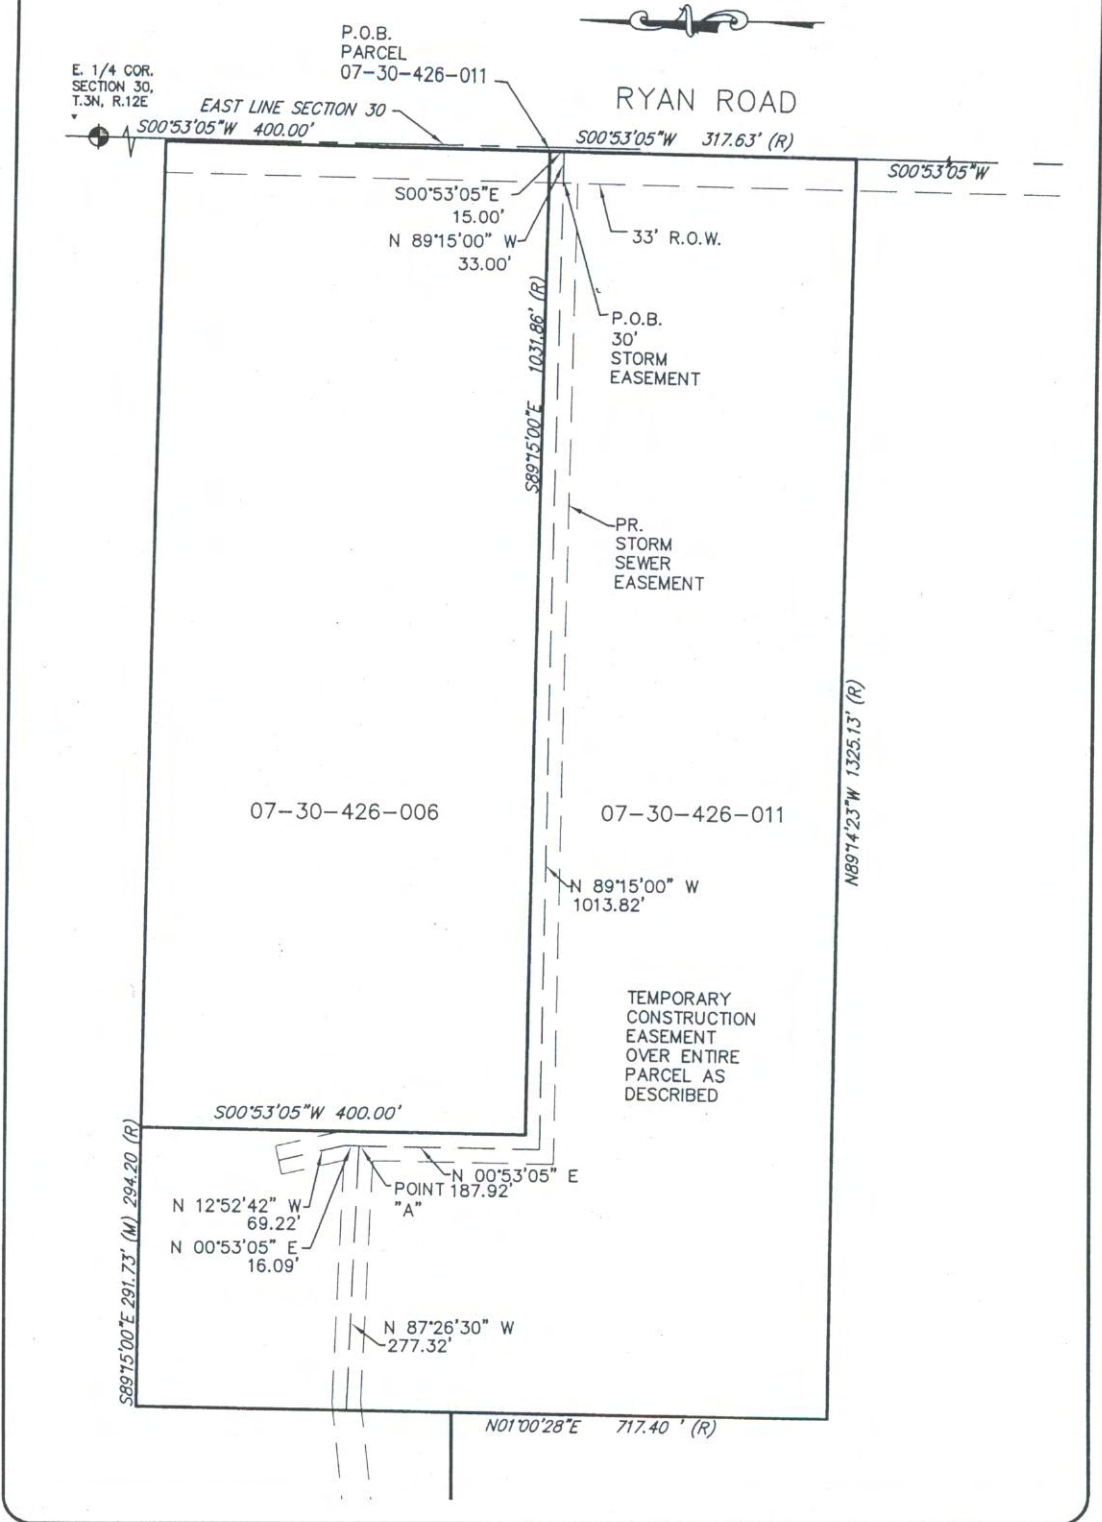 P.O.B.
PARCEL
07-30-426-011
E. 1/4 COR.
SECTION 30,
T.3N, R.12E
RYAN ROAD
EAST LINE SECTION 30
S00°53'05"W 400.00'
S00°53'05"W 317.63' (R)
S00°53'05"W
S00°53'05"E
15.00'
N 89°15'00" W
33.00'
33' R.O.W.
S89°15'00"E 1031.86' (R)
P.O.B.
30'
STORM
EASEMENT
PR.
STORM
SEWER
EASEMENT
N89°14'23"W 1325.13' (R)
07-30-426-006
07-30-426-011
N 89°15'00" W
1013.82'
TEMPORARY
CONSTRUCTION
EASEMENT
OVER ENTIRE
PARCEL AS
DESCRIBED
S00°53'05"W 400.00'
N 00°53'05" E
187.92'
POINT
"A"
N 12°52'42" W
69.22'
N 00°53'05" E
16.09'
S89°15'00"E 291.73' (M) 294.20 (R)
N 87°26'30" W
277.32'
N01°00'28"E 717.40 ' (R)